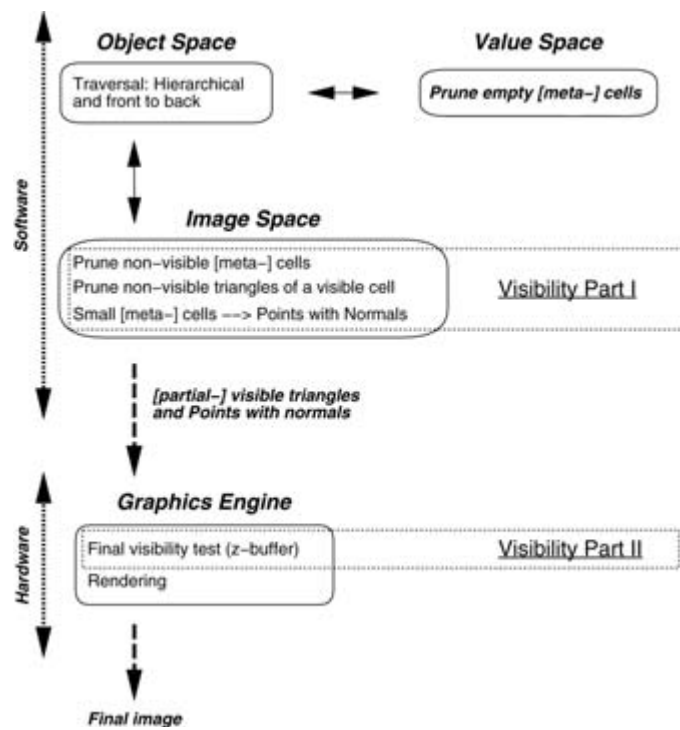 Object Space
Value Space
Traversal: Hierarchical
and front to back
Prune empty [meta-] cells
Software
Image Space
Prune non-visible [meta-] cells
Prune non-visible triangles of a visible cell
Small [meta-] cells --> Points with Normals
Visibility Part I
[partial-] visible triangles
and Points with normals
Hardware
Graphics Engine
Final visibility test (z-buffer)
Rendering
Visibility Part II
Final image